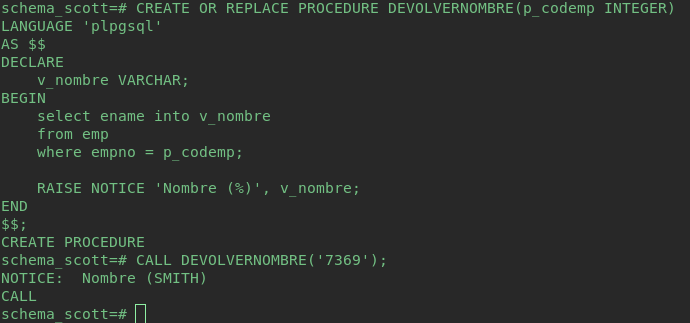 schema_scott=# CREATE OR REPLACE PROCEDURE DEVOLVERNOMBRE(p_codemp INTEGER)
LANGUAGE 'plpgsql'
AS $$
DECLARE
    v_nombre VARCHAR;
BEGIN
    select ename into v_nombre
    from emp
    where empno = p_codemp;

    RAISE NOTICE 'Nombre (%)', v_nombre;
END
$$;
CREATE PROCEDURE
schema_scott=# CALL DEVOLVERNOMBRE('7369');
NOTICE:  Nombre (SMITH)
CALL
schema_scott=#